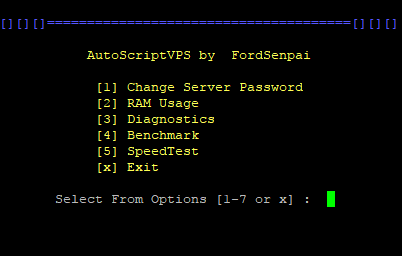 [][][]======================================[][][]
AutoScriptVPS by  FordSenpai
[1] Change Server Password
[2] RAM Usage
[3] Diagnostics
[4] Benchmark
[5] SpeedTest
[x] Exit
Select From Options [1-7 or x] :